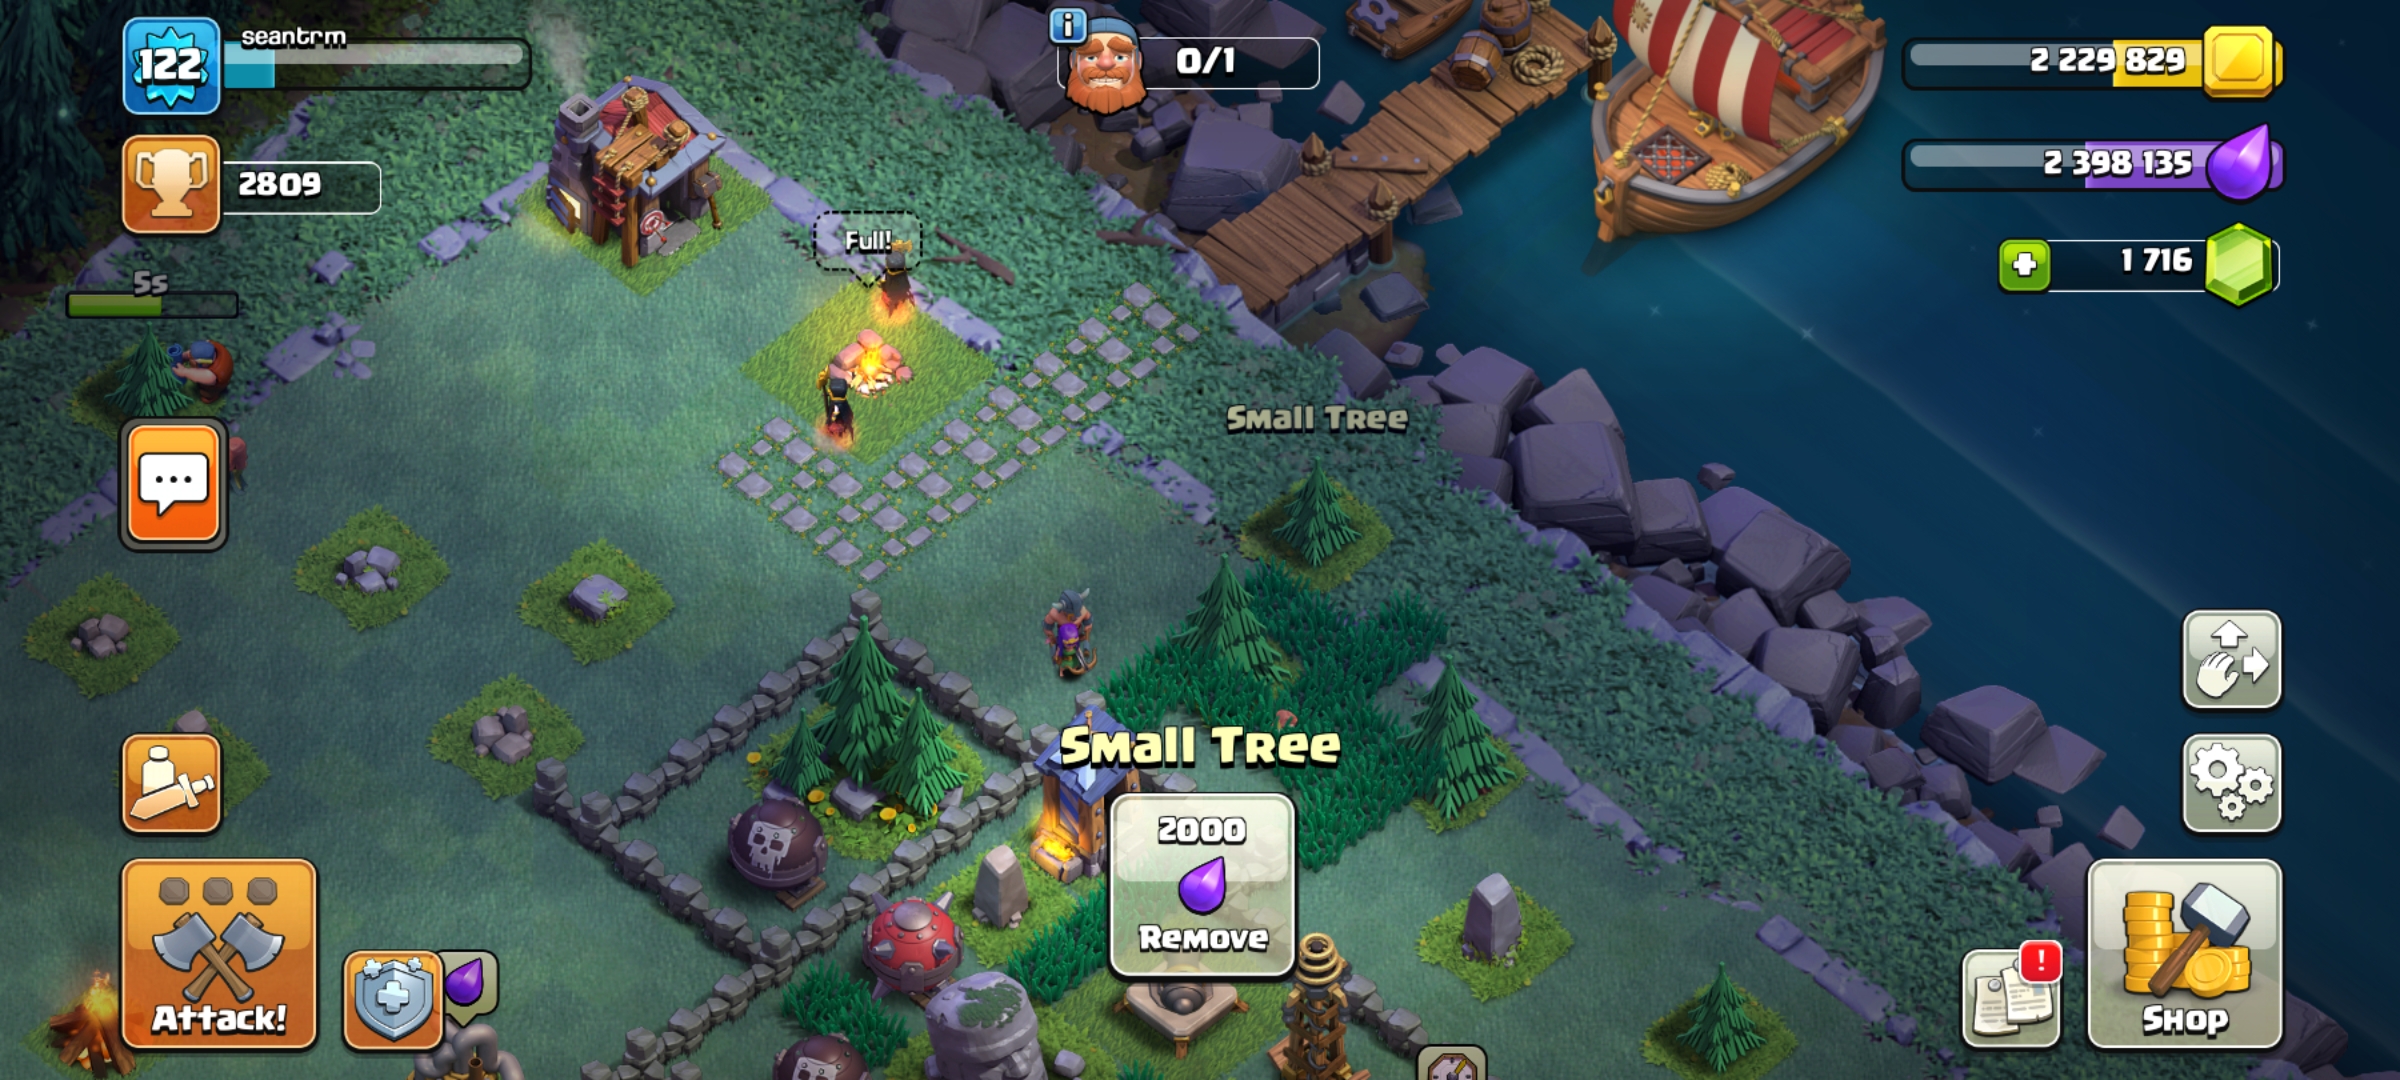 122
seantrm
0/1
2 229 829
2809
2 398 135
Full!
1 716
5s
Small Tree
Small Tree
2000
Remove
Attack!
!
Shop